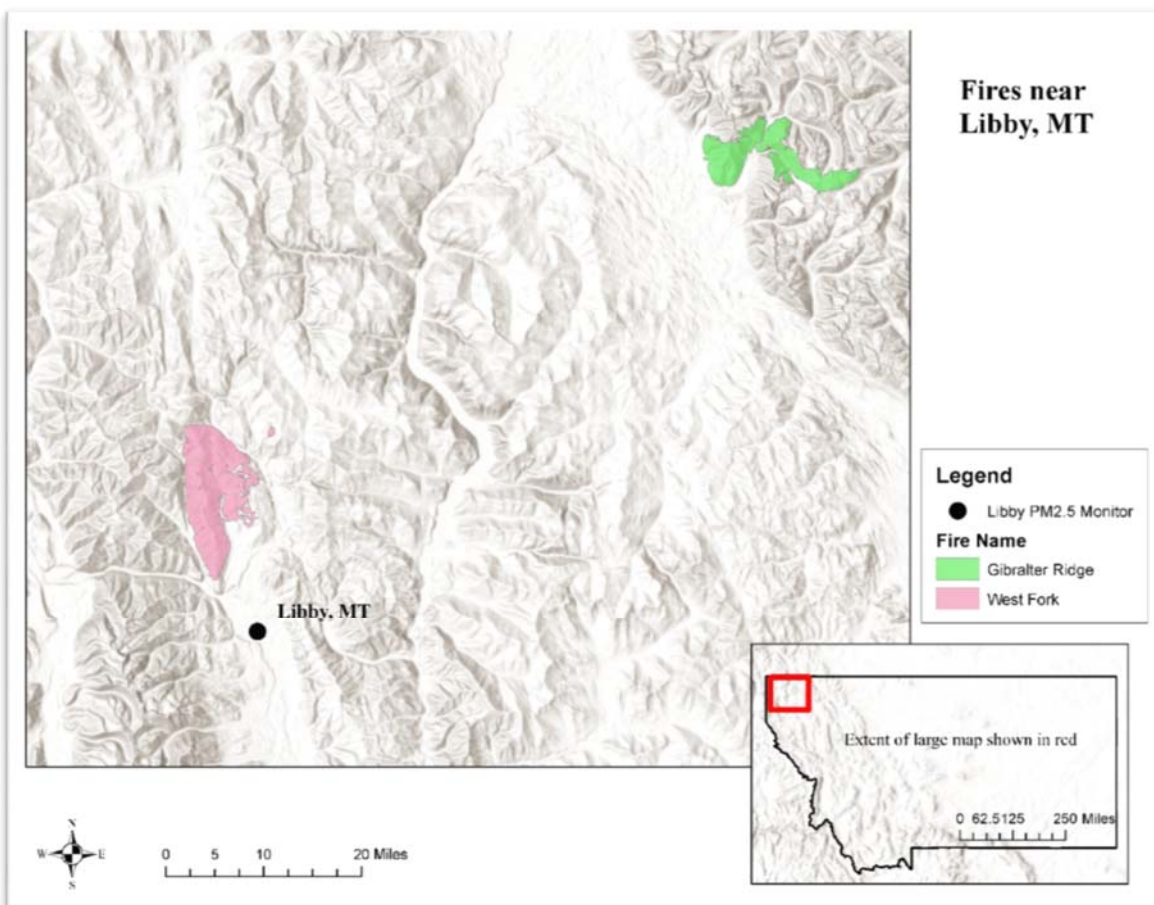 Fires near
Libby, MT
Libby, MT
Legend
Libby PM2.5 Monitor
Fire Name
Gibralter Ridge
West Fork
Extent of large map shown in red
0 62.5125 250 Miles
N
W E
S
0 5 10 20 Miles